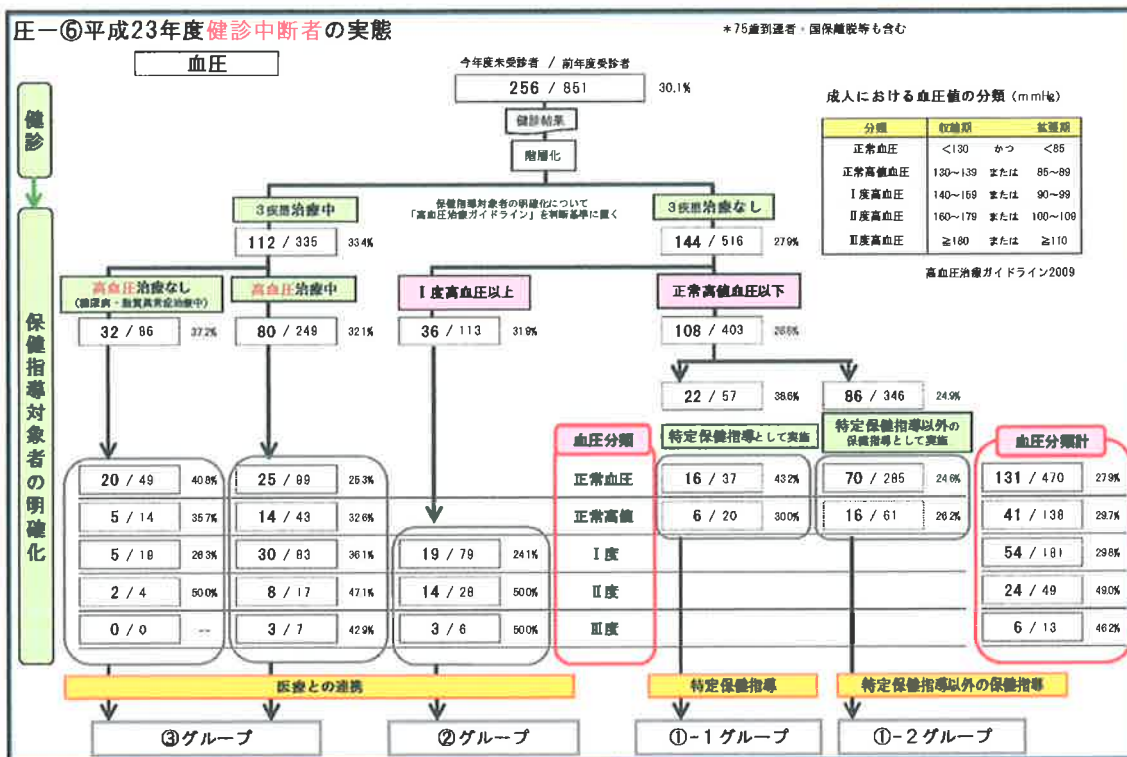 圧ー⑥平成23年度健診中断者の実態
*75歳到達者・国保離脱等も含む
血圧
今年度未受診者 / 前年度受診者
256 / 851 30.1%
健診
健診結果
階層化
成人における血圧値の分類（mmHg）
分類 収縮期 拡張期
正常血圧 <130 かつ <85
正常高値血圧 130~139 または 85~89
Ⅰ度高血圧 140~159 または 90~99
Ⅱ度高血圧 160~179 または 100~109
Ⅲ度高血圧 ≧180 または ≧110
高血圧治療ガイドライン2009
保健指導対象者の明確化について
「高血圧治療ガイドライン」を判断基準に置く
3疾患治療中
112 / 335 33.4%
3疾患治療なし
144 / 516 27.9%
保健指導対象者の明確化
高血圧治療なし
（糖尿病・脂質異常症治療中）
32 / 86 37.2%
高血圧治療中
80 / 249 32.1%
Ⅰ度高血圧以上
36 / 113 31.9%
正常高値血圧以下
108 / 403 26.8%
22 / 57 38.6%
86 / 346 24.9%
血圧分類
特定保健指導として実施
特定保健指導以外の
保健指導として実施
血圧分類計
20 / 49 40.8% 25 / 99 25.3% 正常血圧 16 / 37 43.2% 70 / 285 24.6% 131 / 470 27.9%
5 / 14 35.7% 14 / 43 32.6% 正常高値 6 / 20 30.0% 16 / 61 26.2% 41 / 138 29.7%
5 / 19 26.3% 30 / 83 36.1% 19 / 79 24.1% Ⅰ度 54 / 181 29.8%
2 / 4 50.0% 8 / 17 47.1% 14 / 28 50.0% Ⅱ度 24 / 49 49.0%
0 / 0 -- 3 / 7 42.9% 3 / 6 50.0% Ⅲ度 6 / 13 46.2%
医療との連携
特定保健指導
特定保健指導以外の保健指導
③グループ
②グループ
①-1グループ
①-2グループ